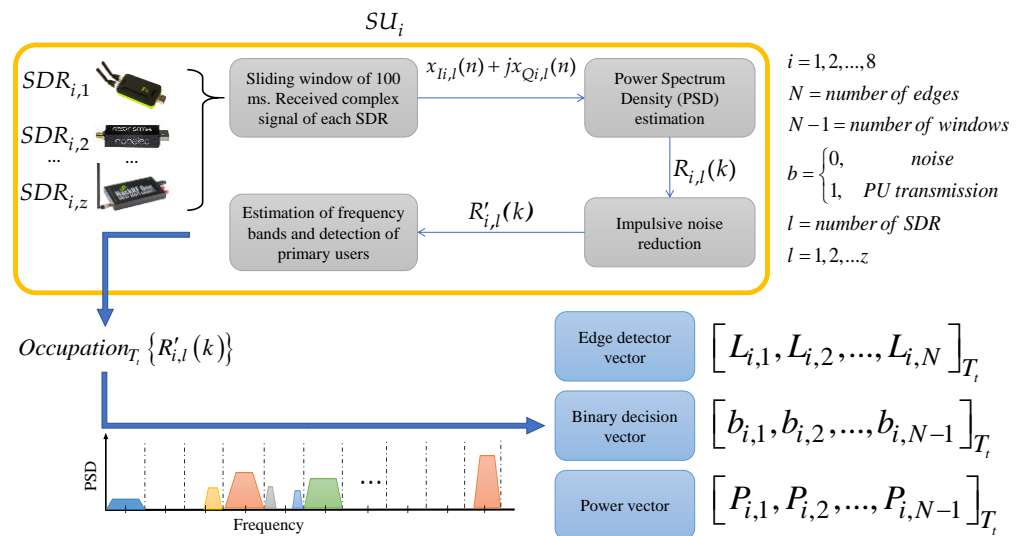 SU_i
SDR_{i,1}
SDR_{i,2}
...
...
SDR_{i,z}
Sliding window of 100
ms. Received complex
signal of each SDR
x_{Ii,l}(n) + jx_{Qi,l}(n)
Power Spectrum
Density (PSD)
estimation
R_{i,l}(k)
Impulsive noise
reduction
R'_{i,l}(k)
Estimation of frequency
bands and detection of
primary users
i = 1, 2, ..., 8
N = number of edges
N − 1 = number of windows
b = { 0, noise
1, PU transmission
l = number of SDR
l = 1, 2, ...z
Occupation_{T_t} {R'_{i,l}(k)}
Edge detector
vector
[L_{i,1}, L_{i,2}, ..., L_{i,N}]_{T_t}
Binary decision
vector
[b_{i,1}, b_{i,2}, ..., b_{i,N−1}]_{T_t}
Power vector
[P_{i,1}, P_{i,2}, ..., P_{i,N−1}]_{T_t}
PSD
...
Frequency